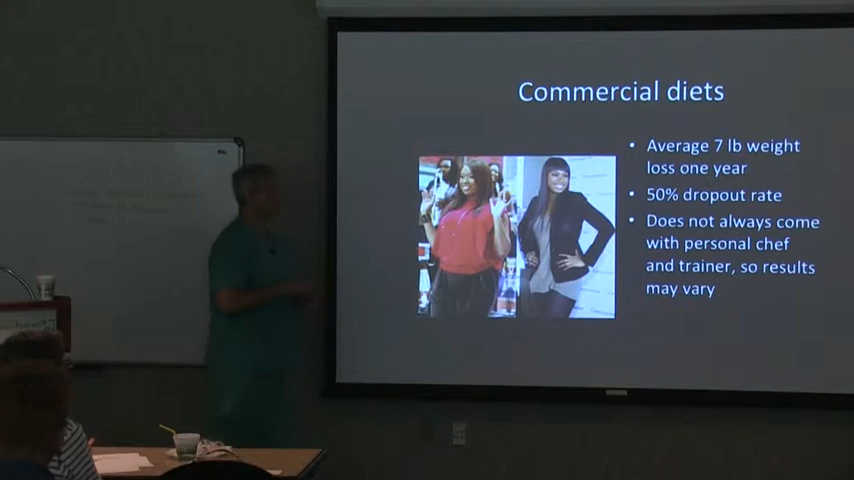 Commercial diets
• Average 7 lb weight
loss one year
• 50% dropout rate
• Does not always come
with personal chef
and trainer, so results
may vary